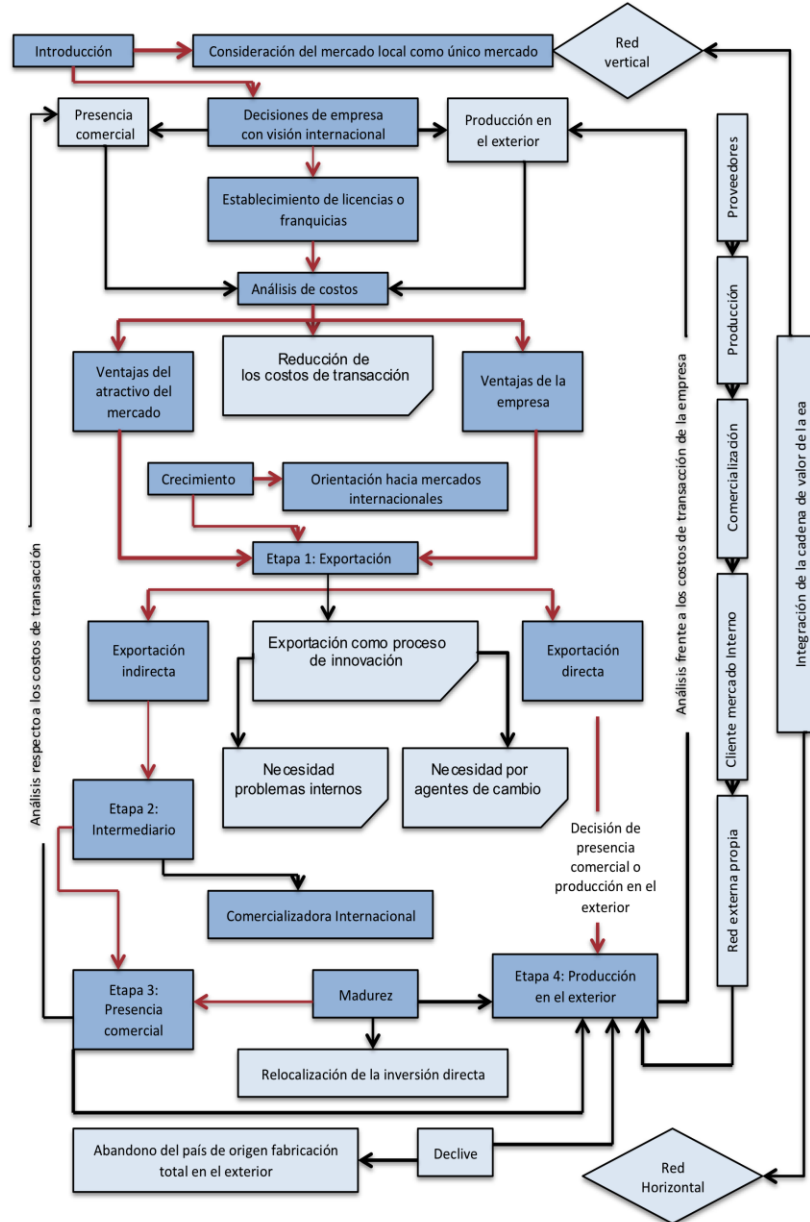 Introducción
Consideración del mercado local como único mercado
Red
vertical
Presencia
comercial
Decisiones de empresa
con visión internacional
Producción en
el exterior
Establecimiento de licencias o
franquicias
Análisis de costos
Ventajas del
atractivo del
mercado
Reducción de
los costos de transacción
Ventajas de la
empresa
Crecimiento
Orientación hacia mercados
internacionales
Etapa 1: Exportación
Exportación
indirecta
Exportación como proceso
de innovación
Exportación
directa
Necesidad
problemas internos
Necesidad por
agentes de cambio
Etapa 2:
Intermediario
Decisión de
presencia
comercial o
producción en el
exterior
Comercializadora Internacional
Etapa 3:
Presencia
comercial
Madurez
Etapa 4: Producción
en el exterior
Relocalización de la inversión directa
Abandono del país de origen fabricación
total en el exterior
Declive
Red
Horizontal
Análisis respecto a los costos de transacción
Análisis frente a los costos de transacción de la empresa
Proveedores
Producción
Comercialización
Cliente mercado Interno
Red externa propia
Integración de la cadena de valor de la ea